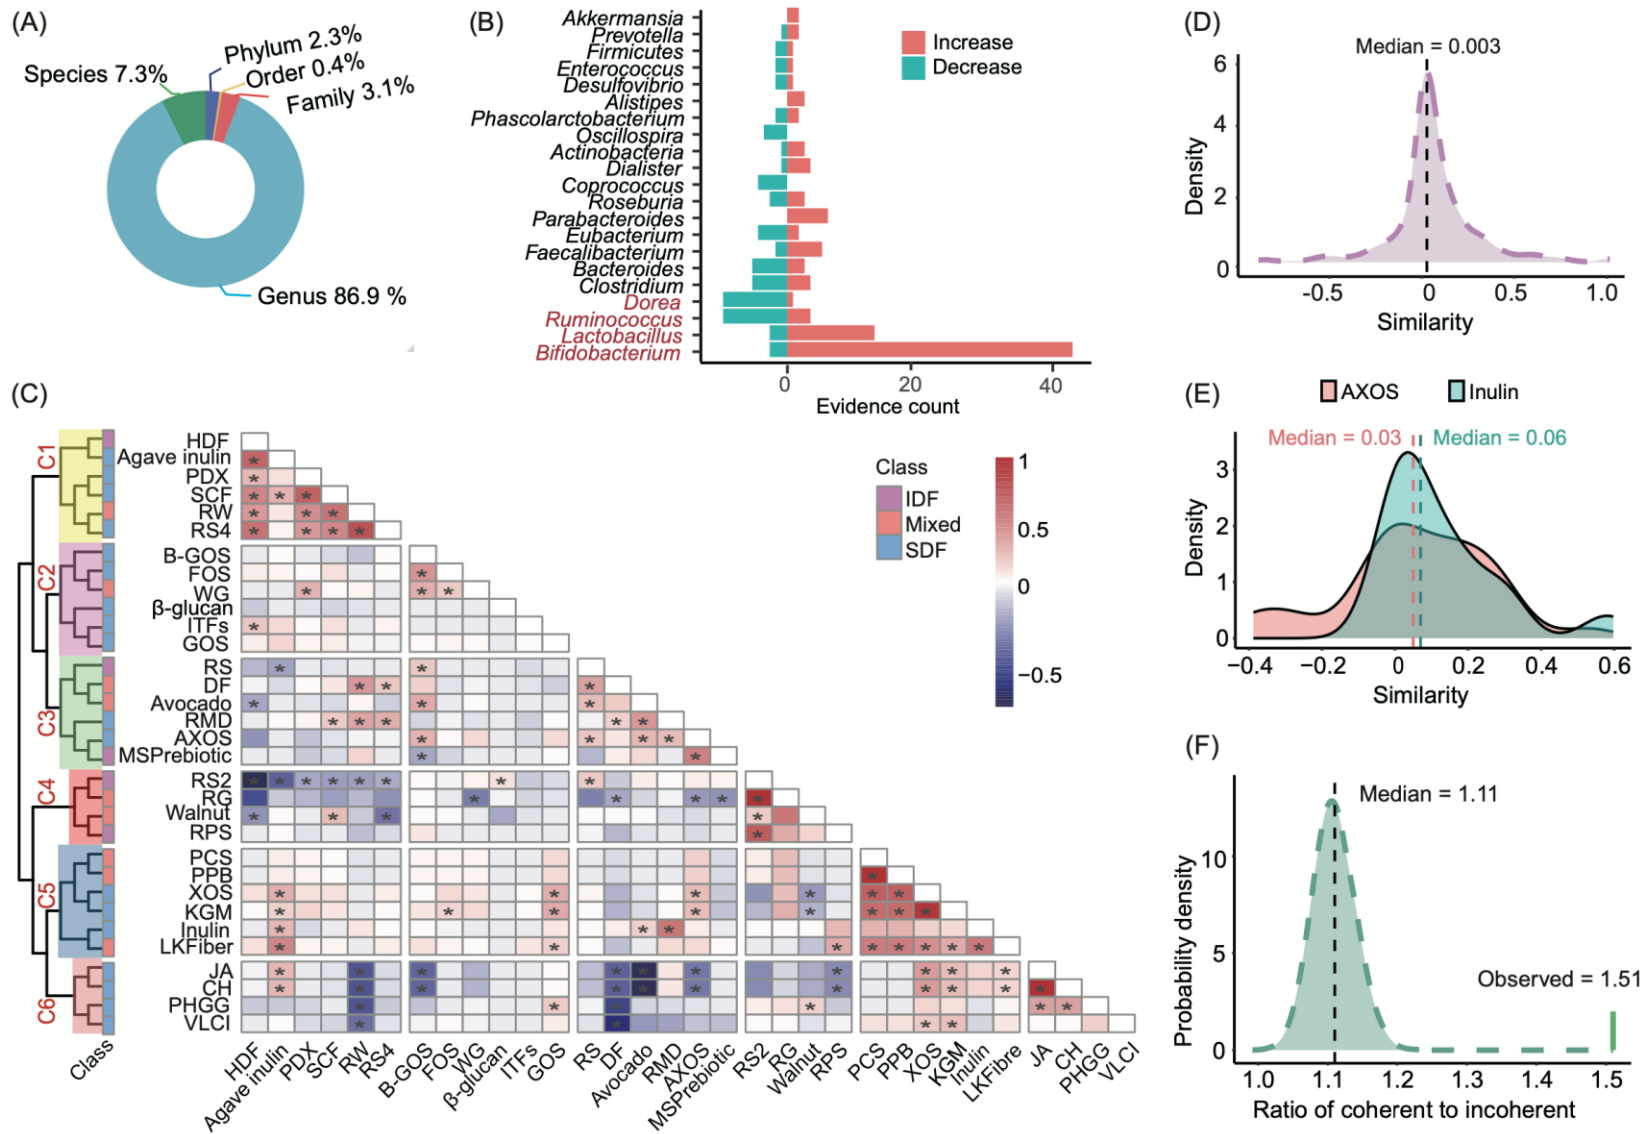 (A)
Phylum 2.3%
Order 0.4%
Family 3.1%
Species 7.3%
Genus 86.9 %
(B)
Akkermansia
Prevotella
Firmicutes
Enterococcus
Desulfovibrio
Alistipes
Phascolarctobacterium
Oscillospira
Actinobacteria
Dialister
Coprococcus
Roseburia
Parabacteroides
Eubacterium
Faecalibacterium
Bacteroides
Clostridium
Dorea
Ruminococcus
Lactobacillus
Bifidobacterium
Increase
Decrease
0 20 40
Evidence count
(C)
C1
C2
C3
C4
C5
C6
Class
HDF
Agave inulin
PDX
SCF
RW
RS4
B-GOS
FOS
WG
β-glucan
ITFs
GOS
RS
DF
Avocado
RMD
AXOS
MSPrebiotic
RS2
RG
Walnut
RPS
PCS
PPB
XOS
KGM
Inulin
LKFiber
JA
CH
PHGG
VLCI
HDF Agave inulin PDX SCF RW RS4 B-GOS FOS WG β-glucan ITFs GOS RS DF Avocado RMD AXOS MSPrebiotic RS2 RG Walnut RPS PCS PPB XOS KGM Inulin LKFibre JA CH PHGG VLCI
Class
IDF
Mixed
SDF
1
0.5
0
−0.5
(D)
Median = 0.003
Density
6
4
2
0
-0.5 0 0.5 1.0
Similarity
(E)
AXOS Inulin
Median = 0.03 Median = 0.06
Density
3
2
1
0
−0.4 −0.2 0 0.2 0.4 0.6
Similarity
(F)
Median = 1.11
Observed = 1.51
Probability density
10
5
0
1.0 1.1 1.2 1.3 1.4 1.5
Ratio of coherent to incoherent